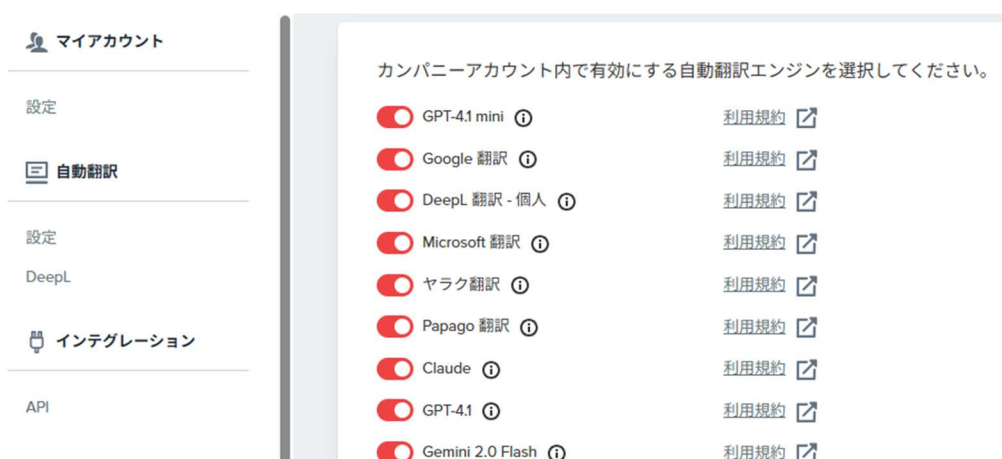 マイアカウント
設定
自動翻訳
設定
DeepL
インテグレーション
API
カンパニーアカウント内で有効にする自動翻訳エンジンを選択してください。
GPT-4.1 mini 利用規約
Google 翻訳 利用規約
DeepL 翻訳 - 個人 利用規約
Microsoft 翻訳 利用規約
ヤラク翻訳 利用規約
Papago 翻訳 利用規約
Claude 利用規約
GPT-4.1 利用規約
Gemini 2.0 Flash 利用規約